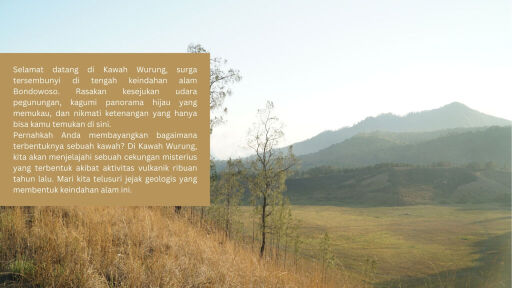 Selamat datang di Kawah Wurung, surga
tersembunyi di tengah keindahan alam
Bondowoso. Rasakan kesejukan udara
pegunungan, kagumi panorama hijau yang
memukau, dan nikmati ketenangan yang hanya
bisa kamu temukan di sini.
Pernahkah Anda membayangkan bagaimana
terbentuknya sebuah kawah? Di Kawah Wurung,
kita akan menjelajahi sebuah cekungan misterius
yang terbentuk akibat aktivitas vulkanik ribuan
tahun lalu. Mari kita telusuri jejak geologis yang
membentuk keindahan alam ini.